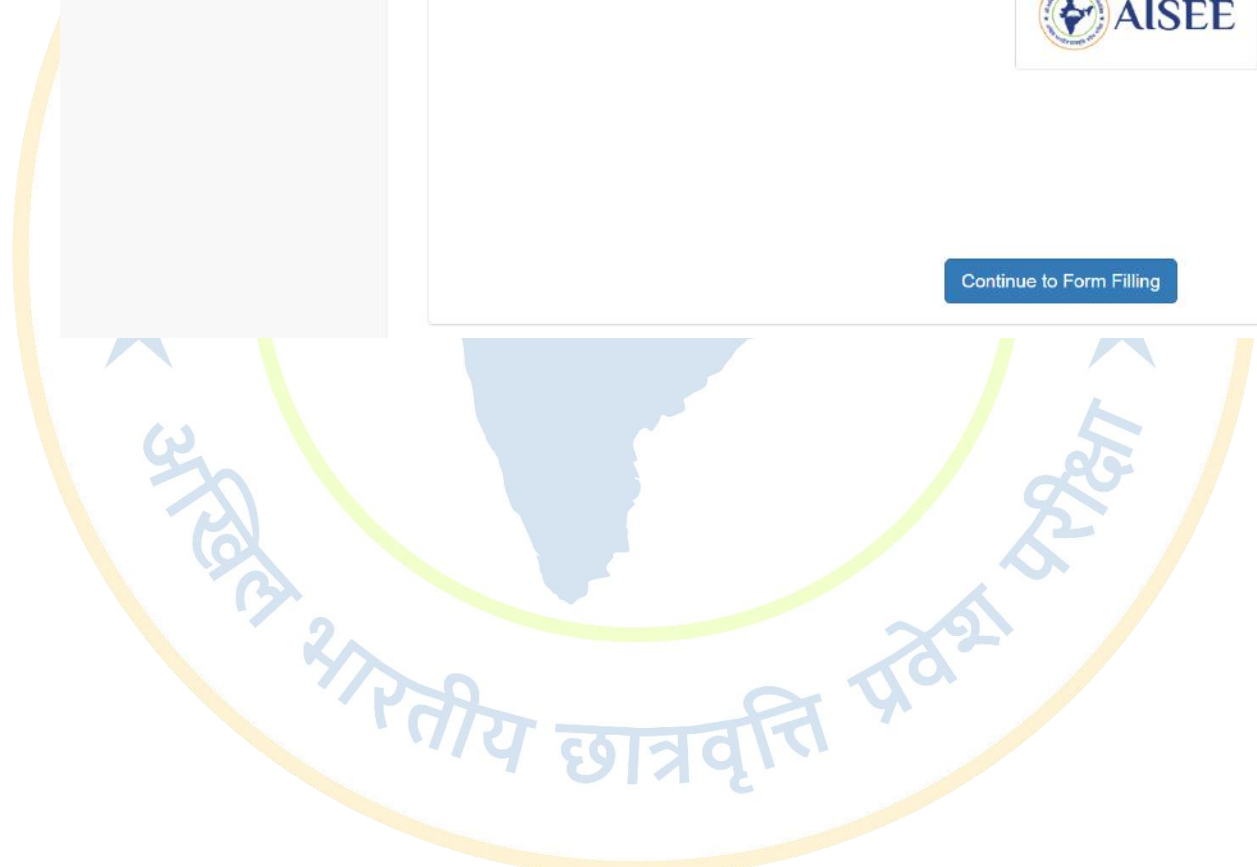 AISEE
Continue to Form Filling
अखिल भारतीय छात्रवृत्ति प्रवेश परीक्षा